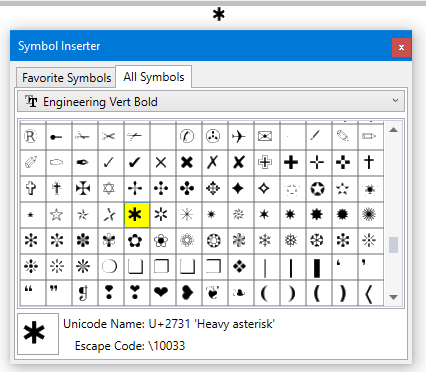 ✱
Symbol Inserter x
Favorite Symbols All Symbols
Engineering Vert Bold
✱ Unicode Name: U+2731 'Heavy asterisk'
Escape Code: \10033